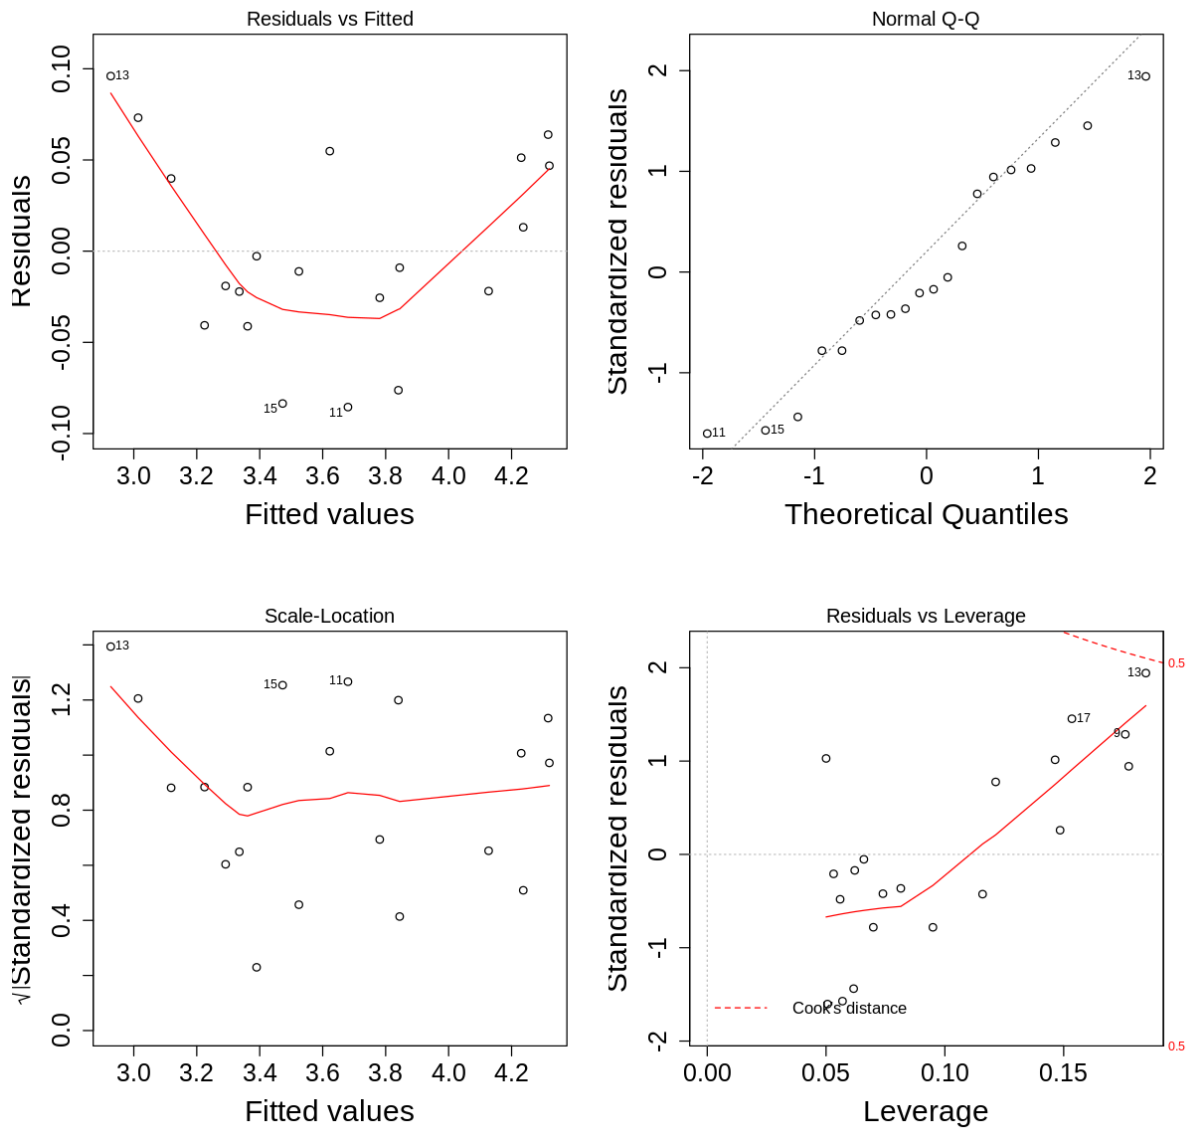 Residuals vs Fitted
Residuals
0.10
0.05
0.00
-0.05
-0.10
13
15
11
3.0 3.2 3.4 3.6 3.8 4.0 4.2
Fitted values
Normal Q-Q
Standardized residuals
2
1
0
-1
13
11
15
-2 -1 0 1 2
Theoretical Quantiles
Scale-Location
√|Standardized residuals|
1.2
0.8
0.4
0.0
13
15
11
3.0 3.2 3.4 3.6 3.8 4.0 4.2
Fitted values
Residuals vs Leverage
Standardized residuals
2
1
0
-1
-2
0.5
13
17
9
Cook's distance
0.5
0.00 0.05 0.10 0.15
Leverage